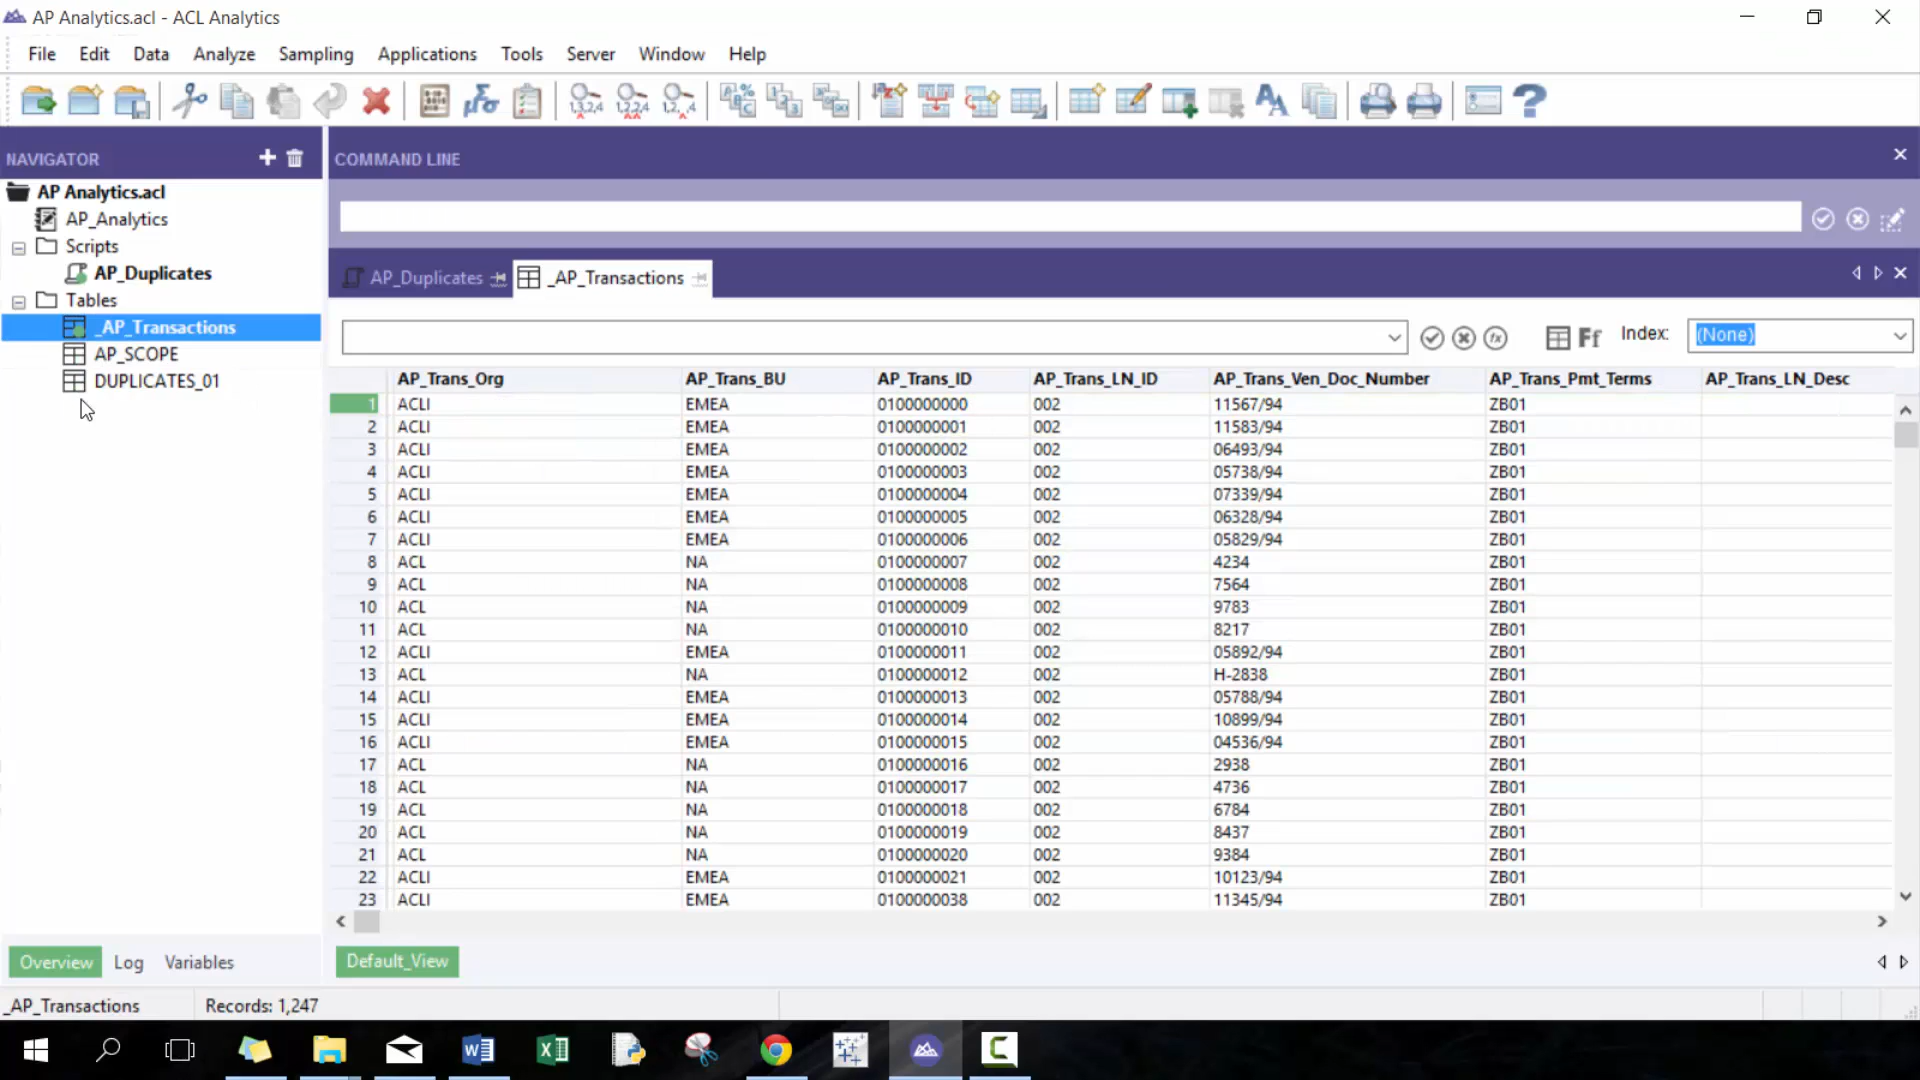 AP Analytics.acl - ACL Analytics
File Edit Data Analyze Sampling Applications Tools Server Window Help
NAVIGATOR
COMMAND LINE
AP Analytics.acl
AP_Analytics
Scripts
AP_Duplicates
Tables
_AP_Transactions
AP_SCOPE
DUPLICATES_01
AP_Duplicates _AP_Transactions
Index: (None)
AP_Trans_Org AP_Trans_BU AP_Trans_ID AP_Trans_LN_ID AP_Trans_Ven_Doc_Number AP_Trans_Pmt_Terms AP_Trans_LN_Desc
1 ACLI EMEA 0100000000 002 11567/94 ZB01
2 ACLI EMEA 0100000001 002 11583/94 ZB01
3 ACLI EMEA 0100000002 002 06493/94 ZB01
4 ACLI EMEA 0100000003 002 05738/94 ZB01
5 ACLI EMEA 0100000004 002 07339/94 ZB01
6 ACLI EMEA 0100000005 002 06328/94 ZB01
7 ACLI EMEA 0100000006 002 05829/94 ZB01
8 ACL NA 0100000007 002 4234 ZB01
9 ACL NA 0100000008 002 7564 ZB01
10 ACL NA 0100000009 002 9783 ZB01
11 ACL NA 0100000010 002 8217 ZB01
12 ACLI EMEA 0100000011 002 05892/94 ZB01
13 ACL NA 0100000012 002 H-2838 ZB01
14 ACLI EMEA 0100000013 002 05788/94 ZB01
15 ACLI EMEA 0100000014 002 10899/94 ZB01
16 ACLI EMEA 0100000015 002 04536/94 ZB01
17 ACL NA 0100000016 002 2938 ZB01
18 ACL NA 0100000017 002 4736 ZB01
19 ACL NA 0100000018 002 6784 ZB01
20 ACL NA 0100000019 002 8437 ZB01
21 ACL NA 0100000020 002 9384 ZB01
22 ACLI EMEA 0100000021 002 10123/94 ZB01
23 ACLI EMEA 0100000038 002 11345/94 ZB01
Overview Log Variables
Default_View
_AP_Transactions Records: 1,247